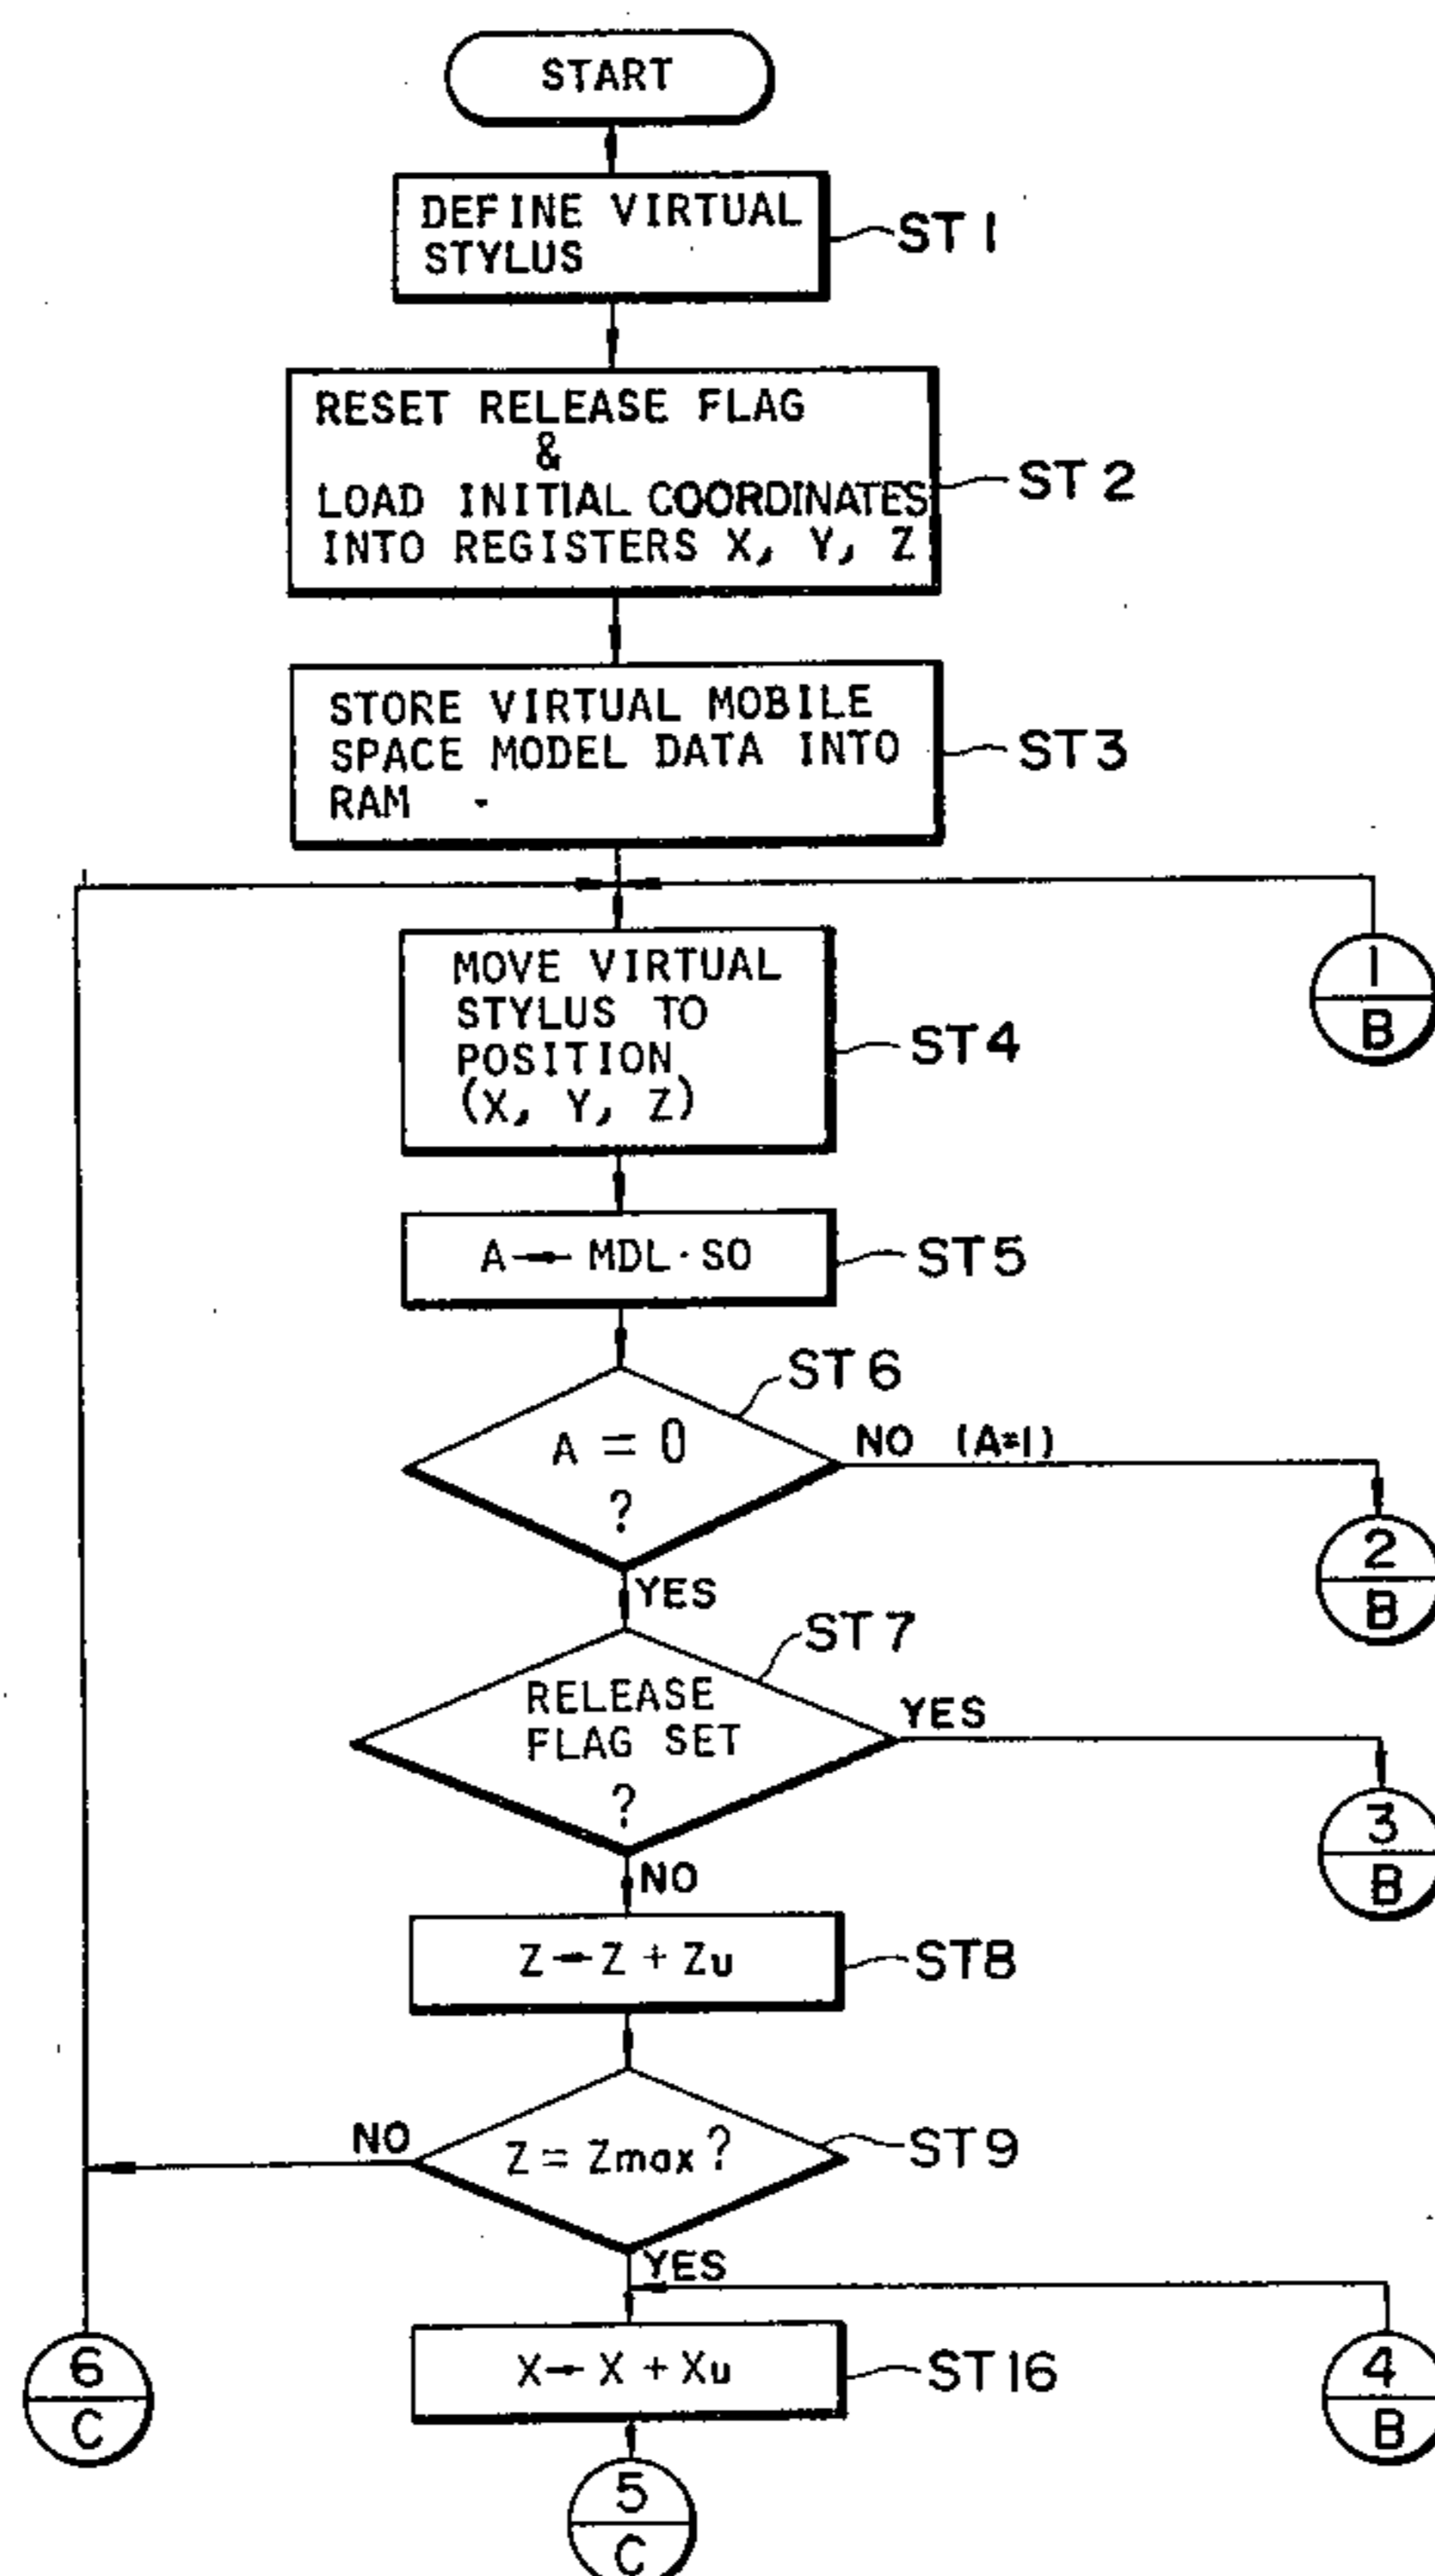 START
DEFINE VIRTUAL
STYLUS
ST1
RESET RELEASE FLAG
&
LOAD INITIAL COORDINATES
INTO REGISTERS X, Y, Z
ST2
STORE VIRTUAL MOBILE
SPACE MODEL DATA INTO
RAM
ST3
1
B
MOVE VIRTUAL
STYLUS TO
POSITION
(X, Y, Z)
ST4
A← MDL·SO
ST5
ST6
A = 0
?
NO (A=1)
2
B
YES
ST7
RELEASE
FLAG SET
?
YES
3
B
NO
Z←Z + Zu
ST8
NO
Z = Zmax ?
ST9
YES
6
C
X←X + Xu
ST16
4
B
5
C